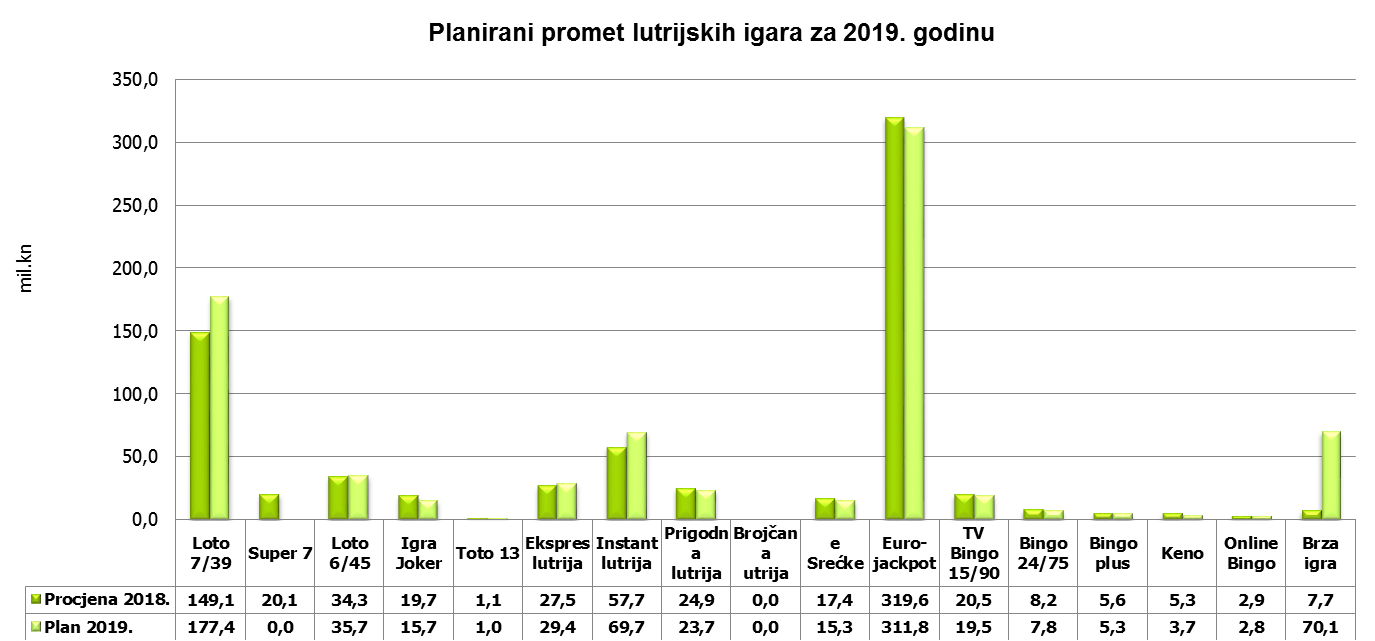 Planirani promet lutrijskih igara za 2019. godinu
mil.kn
350,0
300,0
250,0
200,0
150,0
100,0
50,0
0,0
Loto
7/39
Super 7
Loto
6/45
Igra
Joker
Toto 13
Ekspres
lutrija
Instant
lutrija
Prigodn
a
lutrija
Brojčan
a
utrija
e
Srećke
Euro-
jackpot
TV
Bingo
15/90
Bingo
24/75
Bingo
plus
Keno
Online
Bingo
Brza
igra
Procjena 2018. 149,1 20,1 34,3 19,7 1,1 27,5 57,7 24,9 0,0 17,4 319,6 20,5 8,2 5,6 5,3 2,9 7,7
Plan 2019. 177,4 0,0 35,7 15,7 1,0 29,4 69,7 23,7 0,0 15,3 311,8 19,5 7,8 5,3 3,7 2,8 70,1